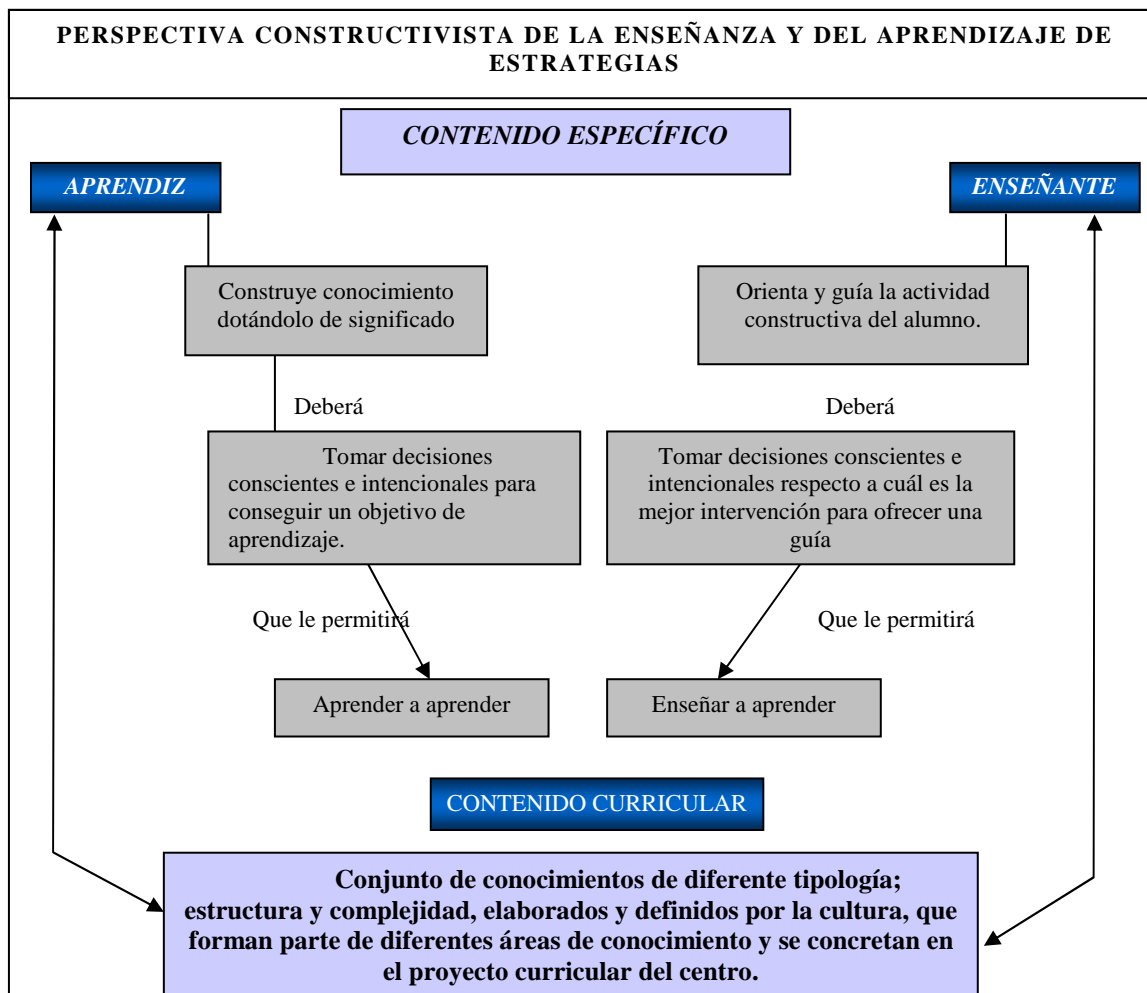 PERSPECTIVA CONSTRUCTIVISTA DE LA ENSEÑANZA Y DEL APRENDIZAJE DE
ESTRATEGIAS
CONTENIDO ESPECÍFICO
APRENDIZ
ENSEÑANTE
Construye conocimiento
dotándolo de significado
Orienta y guía la actividad
constructiva del alumno.
Deberá
Deberá
Tomar decisiones
conscientes e intencionales para
conseguir un objetivo de
aprendizaje.
Tomar decisiones conscientes e
intencionales respecto a cuál es la
mejor intervención para ofrecer una
guía
Que le permitirá
Que le permitirá
Aprender a aprender
Enseñar a aprender
CONTENIDO CURRICULAR
Conjunto de conocimientos de diferente tipología;
estructura y complejidad, elaborados y definidos por la cultura, que
forman parte de diferentes áreas de conocimiento y se concretan en
el proyecto curricular del centro.